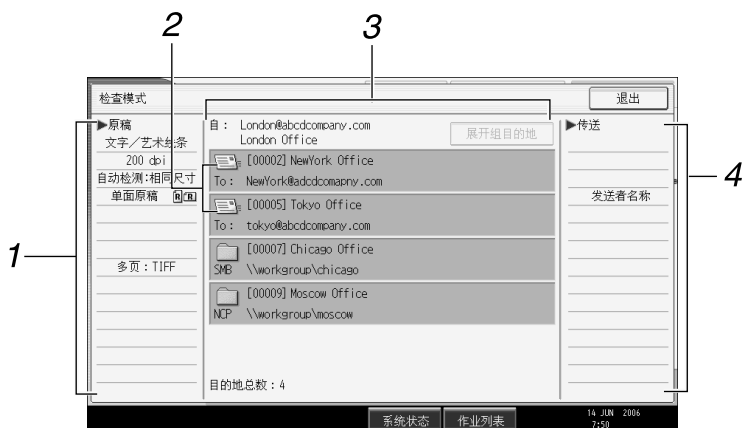 2
3
检查模式
退出
▶原稿
文字／艺术线条
200 dpi
自动检测:相同尺寸
单面原稿 R R
多页：TIFF
1
自： London@abcdcompany.com
London Office
展开组目的地
[00002] NewYork Office
To： NewYork@adcdcomapny.com
[00005] Tokyo Office
To： tokyo@abcdcompany.com
[00007] Chicago Office
SMB \\workgroup\chicago
[00009] Moscow Office
NCP \\workgroup\moscow
目的地总数：4
▶传送
发送者名称
4
系统状态
作业列表
14 JUN 2006
7:50